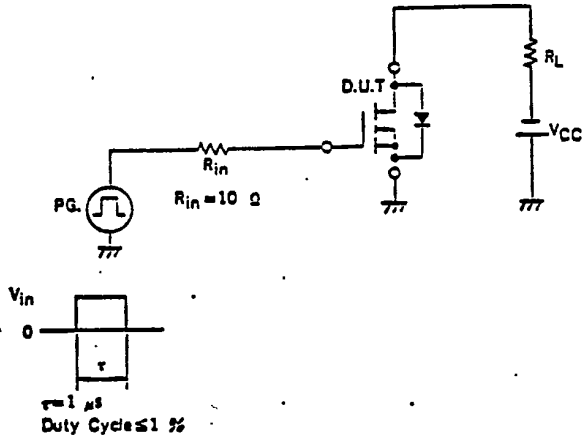 D.U.T
RL
VCC
Rin
PG.
Rin=10 Ω
Vin
0
τ
τ=1 μs
Duty Cycle≤1 %